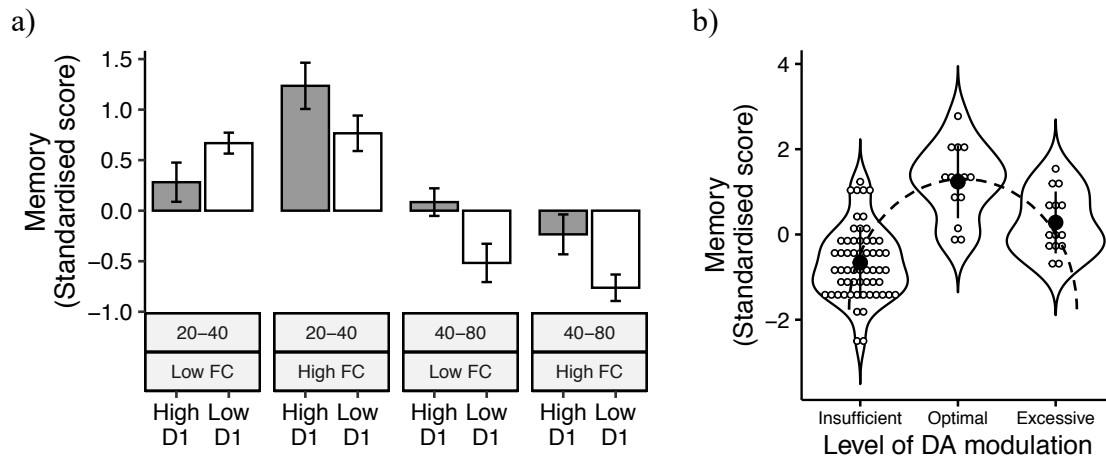 a)
Memory
(Standardised score)
1.5
1.0
0.5
0.0
−0.5
−1.0
20−40
20−40
40−80
40−80
Low FC
High FC
Low FC
High FC
High Low
D1 D1
High Low
D1 D1
High Low
D1 D1
High Low
D1 D1
b)
Memory
(Standardised score)
4
2
0
−2
Insufficient
Optimal
Excessive
Level of DA modulation